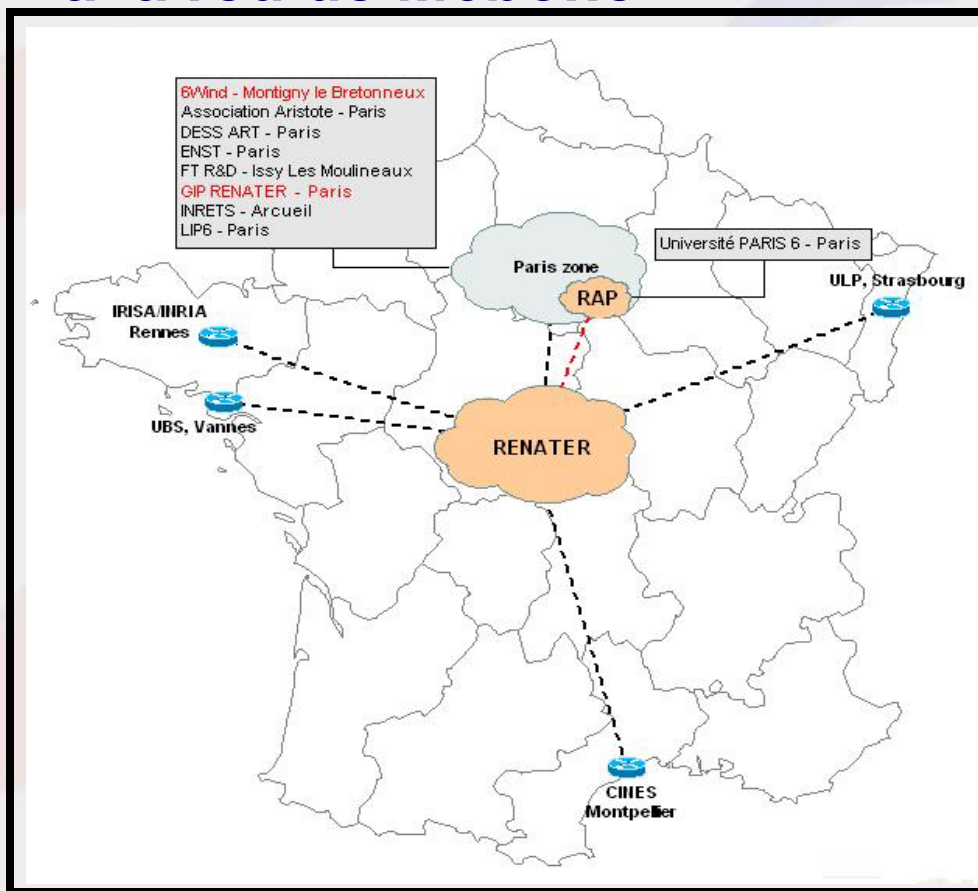 6Wind - Montigny le Bretonneux
Association Aristote - Paris
DESS ART - Paris
ENST - Paris
FT R&D - Issy Les Moulineaux
GIP RENATER - Paris
INRETS - Arcueil
LIP6 - Paris
Université PARIS 6 - Paris
Paris zone
RAP
ULP, Strasbourg
IRISA/INRIA
Rennes
UBS, Vannes
RENATER
CINES
Montpellier